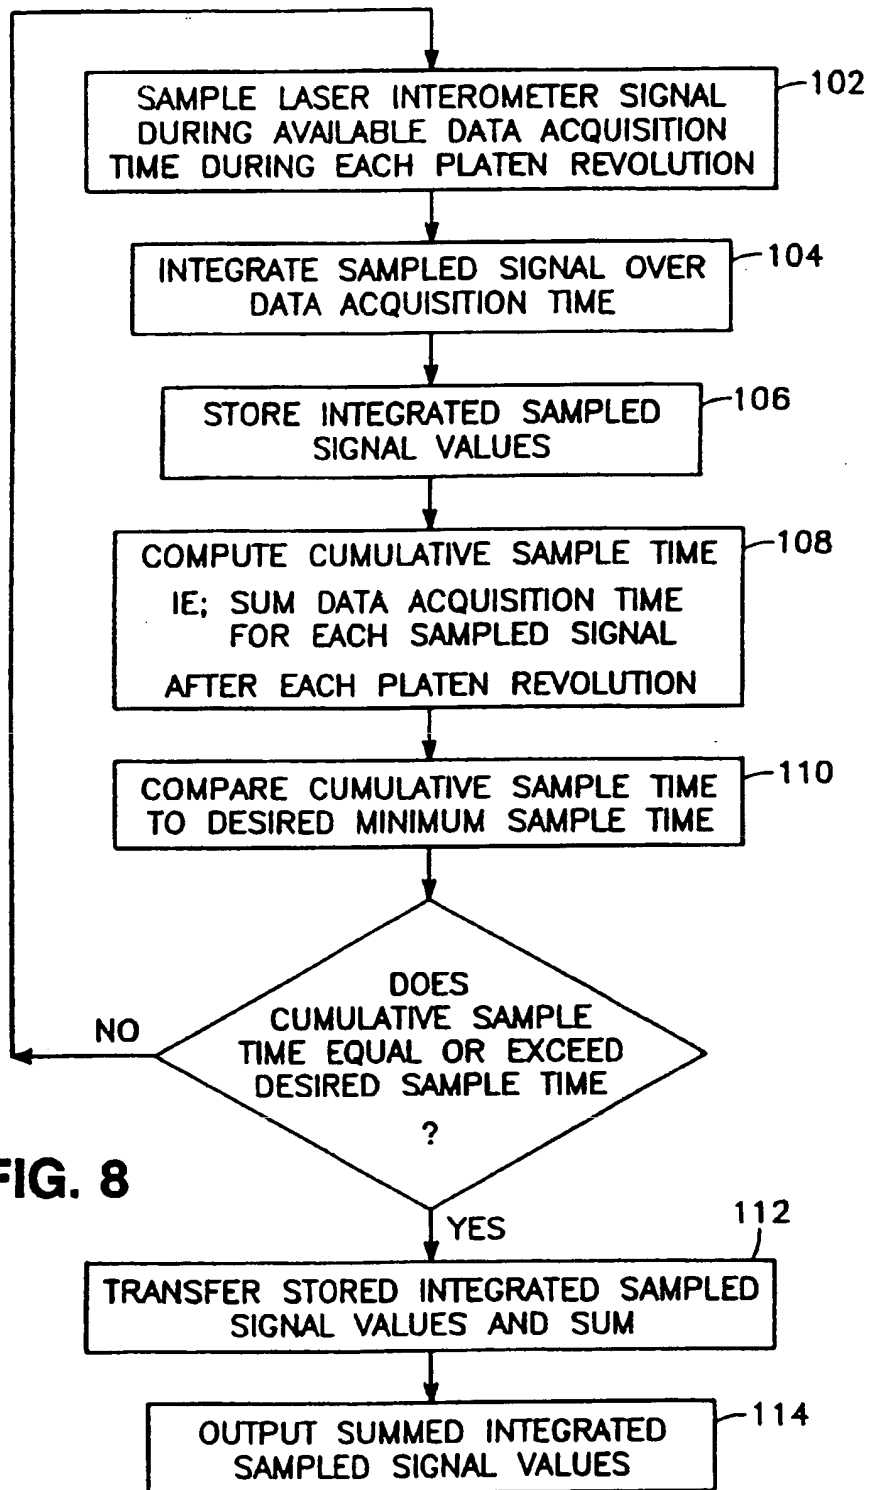 SAMPLE LASER INTEROMETER SIGNAL
DURING AVAILABLE DATA ACQUISITION
TIME DURING EACH PLATEN REVOLUTION
102
INTEGRATE SAMPLED SIGNAL OVER
DATA ACQUISITION TIME
104
STORE INTEGRATED SAMPLED
SIGNAL VALUES
106
COMPUTE CUMULATIVE SAMPLE TIME
IE; SUM DATA ACQUISITION TIME
FOR EACH SAMPLED SIGNAL
AFTER EACH PLATEN REVOLUTION
108
COMPARE CUMULATIVE SAMPLE TIME
TO DESIRED MINIMUM SAMPLE TIME
110
DOES
CUMULATIVE SAMPLE
TIME EQUAL OR EXCEED
DESIRED SAMPLE TIME
?
NO
FIG. 8
YES
112
TRANSFER STORED INTEGRATED SAMPLED
SIGNAL VALUES AND SUM
OUTPUT SUMMED INTEGRATED
SAMPLED SIGNAL VALUES
114